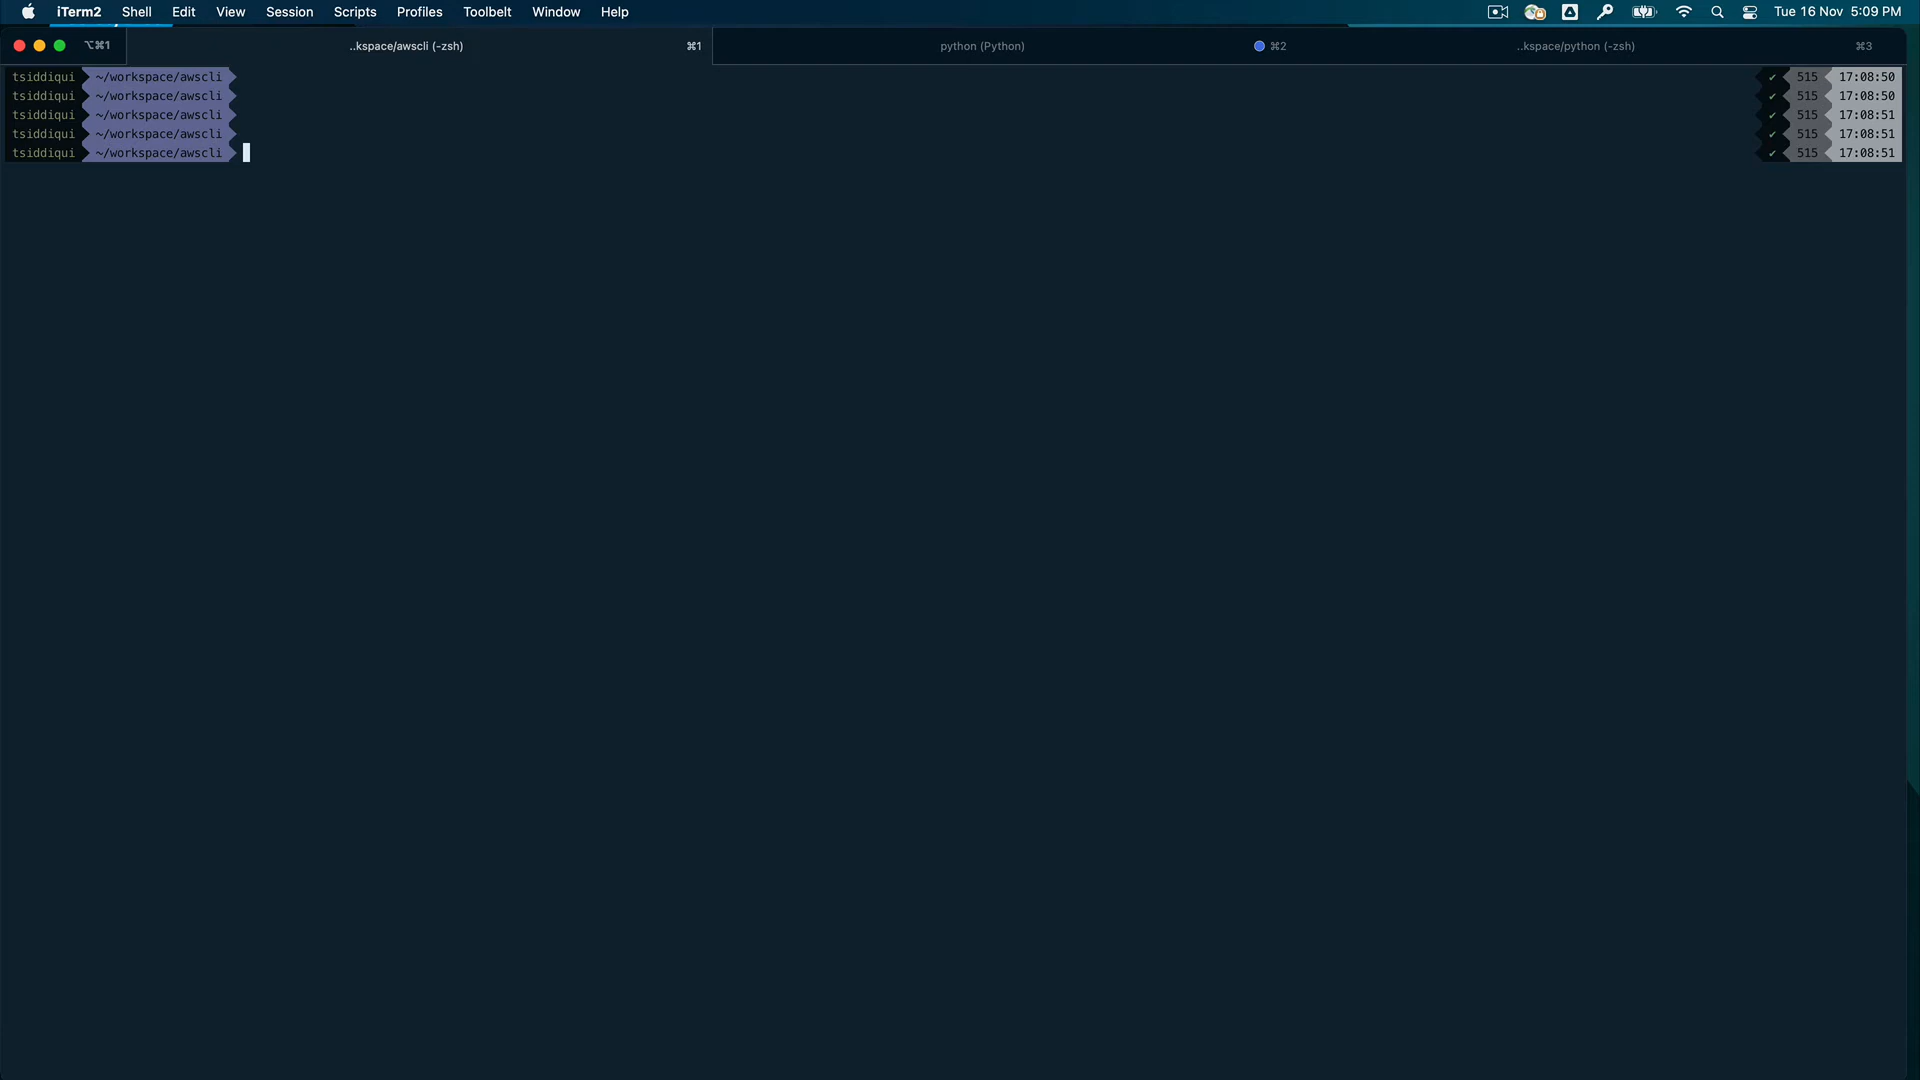 iTerm2 Shell Edit View Session Scripts Profiles Toolbelt Window Help Tue 16 Nov 5:09 PM
⌥⌘1 ..kspace/awscli (-zsh) ⌘1 python (Python) ⌘2 ..kspace/python (-zsh) ⌘3
tsiddiqui ~/workspace/awscli ✔ 515 17:08:50
tsiddiqui ~/workspace/awscli ✔ 515 17:08:50
tsiddiqui ~/workspace/awscli ✔ 515 17:08:51
tsiddiqui ~/workspace/awscli ✔ 515 17:08:51
tsiddiqui ~/workspace/awscli ✔ 515 17:08:51